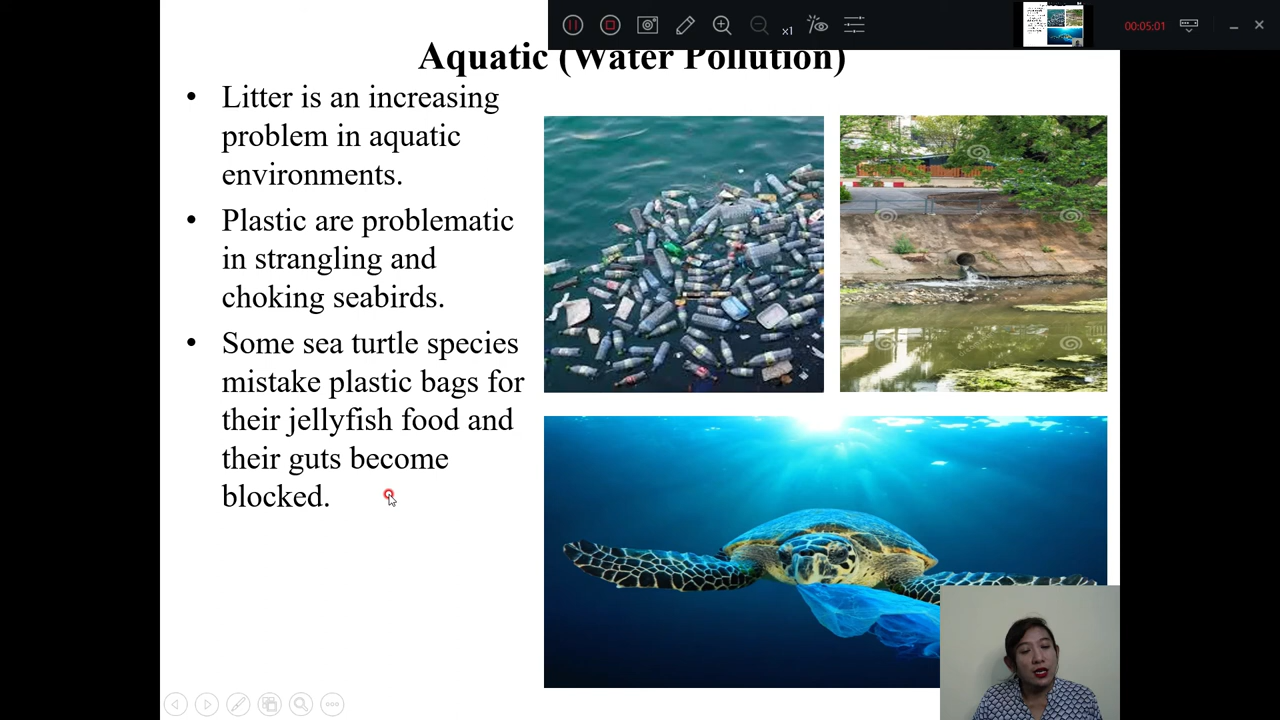 x1
00:05:01
Aquatic (Water Pollution)
• Litter is an increasing
problem in aquatic
environments.
• Plastic are problematic
in strangling and
choking seabirds.
• Some sea turtle species
mistake plastic bags for
their jellyfish food and
their guts become
blocked.